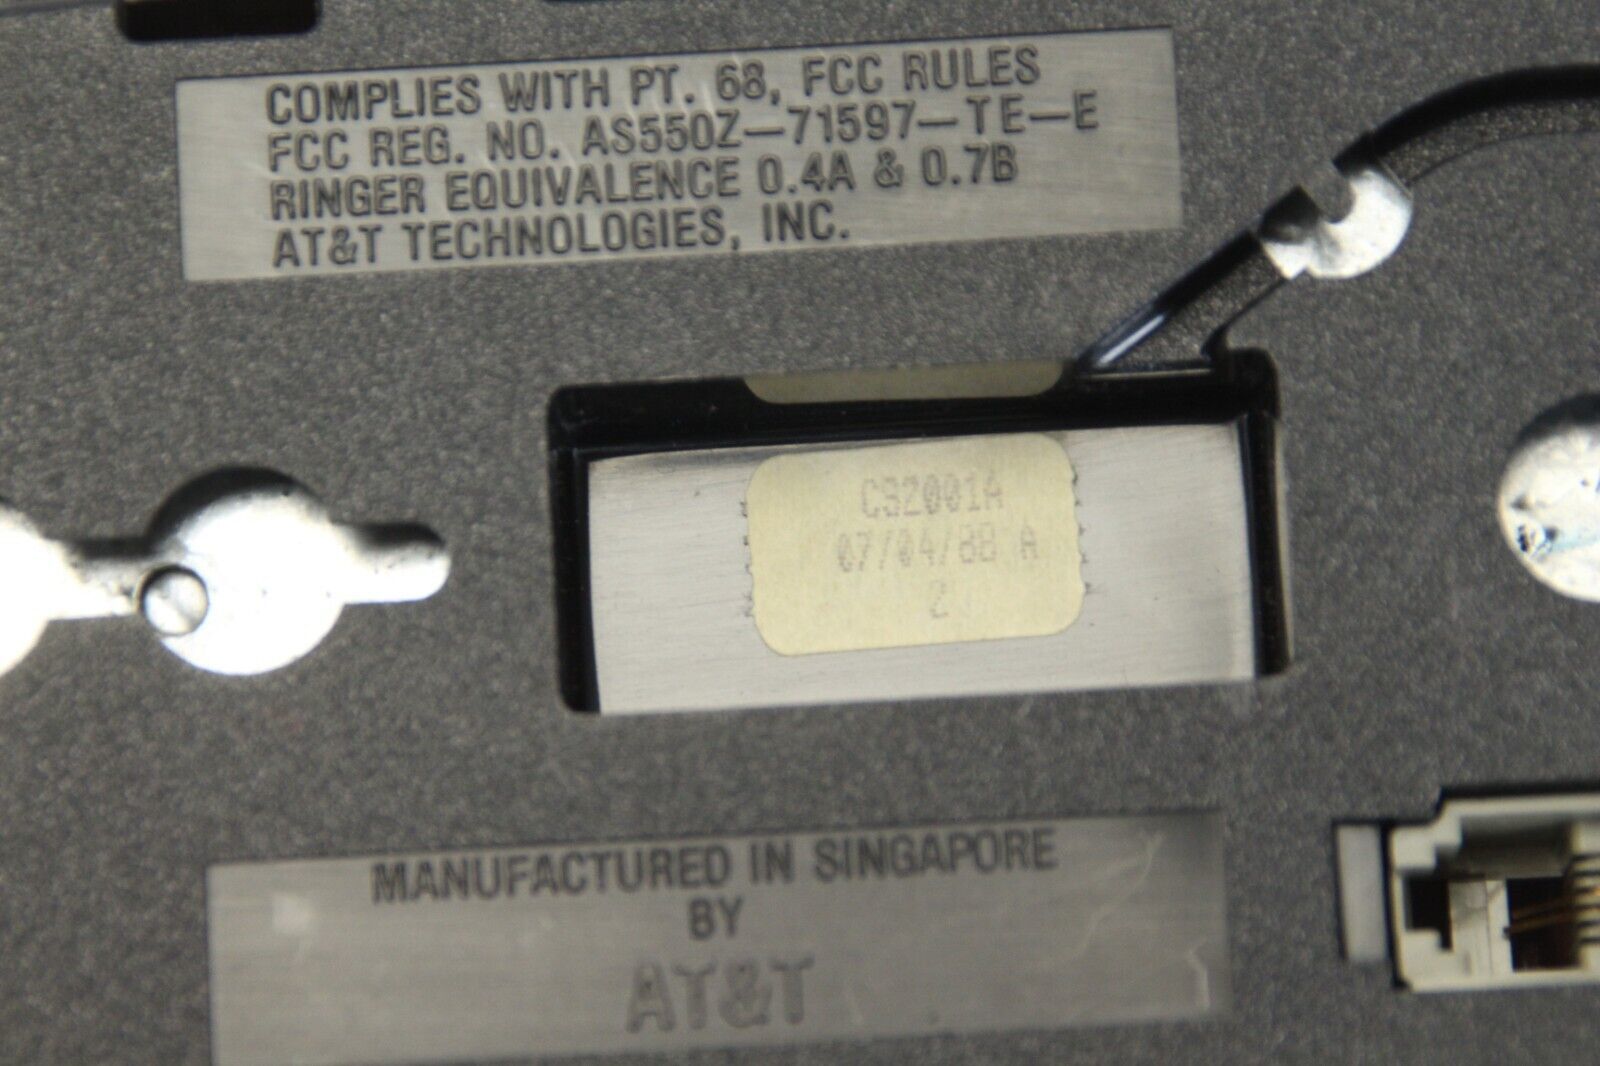 COMPLIES WITH PT. 68, FCC RULES
FCC REG. NO. AS550Z-71597-TE-E
RINGER EQUIVALENCE 0.4A & 0.7B
AT&T TECHNOLOGIES, INC.
CS2001A
07/04/88 A
2
MANUFACTURED IN SINGAPORE
BY
AT&T